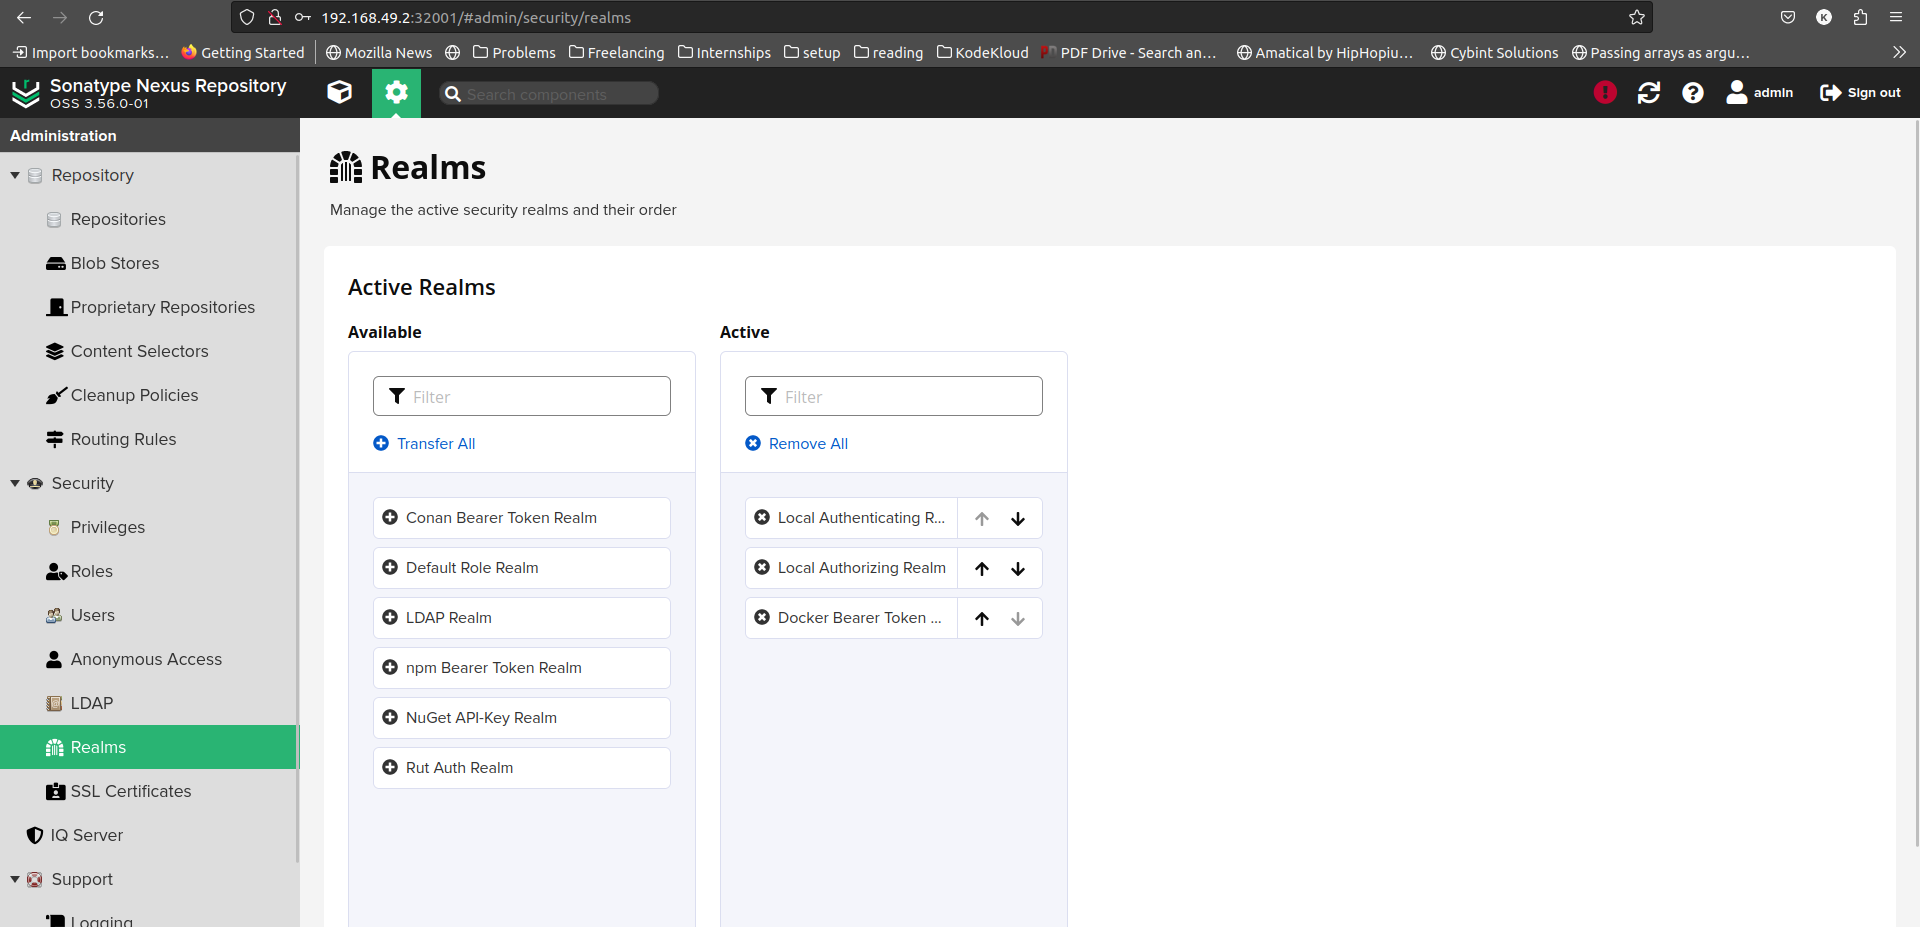 192.168.49.2:32001/#admin/security/realms
Import bookmarks... Getting Started Mozilla News Problems Freelancing Internships setup reading KodeKloud PDF Drive - Search an... Amatical by HipHopiu... Cybint Solutions Passing arrays as argu...
K
Sonatype Nexus Repository
OSS 3.56.0-01
Search components
admin
Sign out
Administration
Repository
Repositories
Blob Stores
Proprietary Repositories
Content Selectors
Cleanup Policies
Routing Rules
Security
Privileges
Roles
Users
Anonymous Access
LDAP
Realms
SSL Certificates
IQ Server
Support
Logging
Realms
Manage the active security realms and their order
Active Realms
Available
Filter
Transfer All
Conan Bearer Token Realm
Default Role Realm
LDAP Realm
npm Bearer Token Realm
NuGet API-Key Realm
Rut Auth Realm
Active
Filter
Remove All
Local Authenticating R...
Local Authorizing Realm
Docker Bearer Token ...